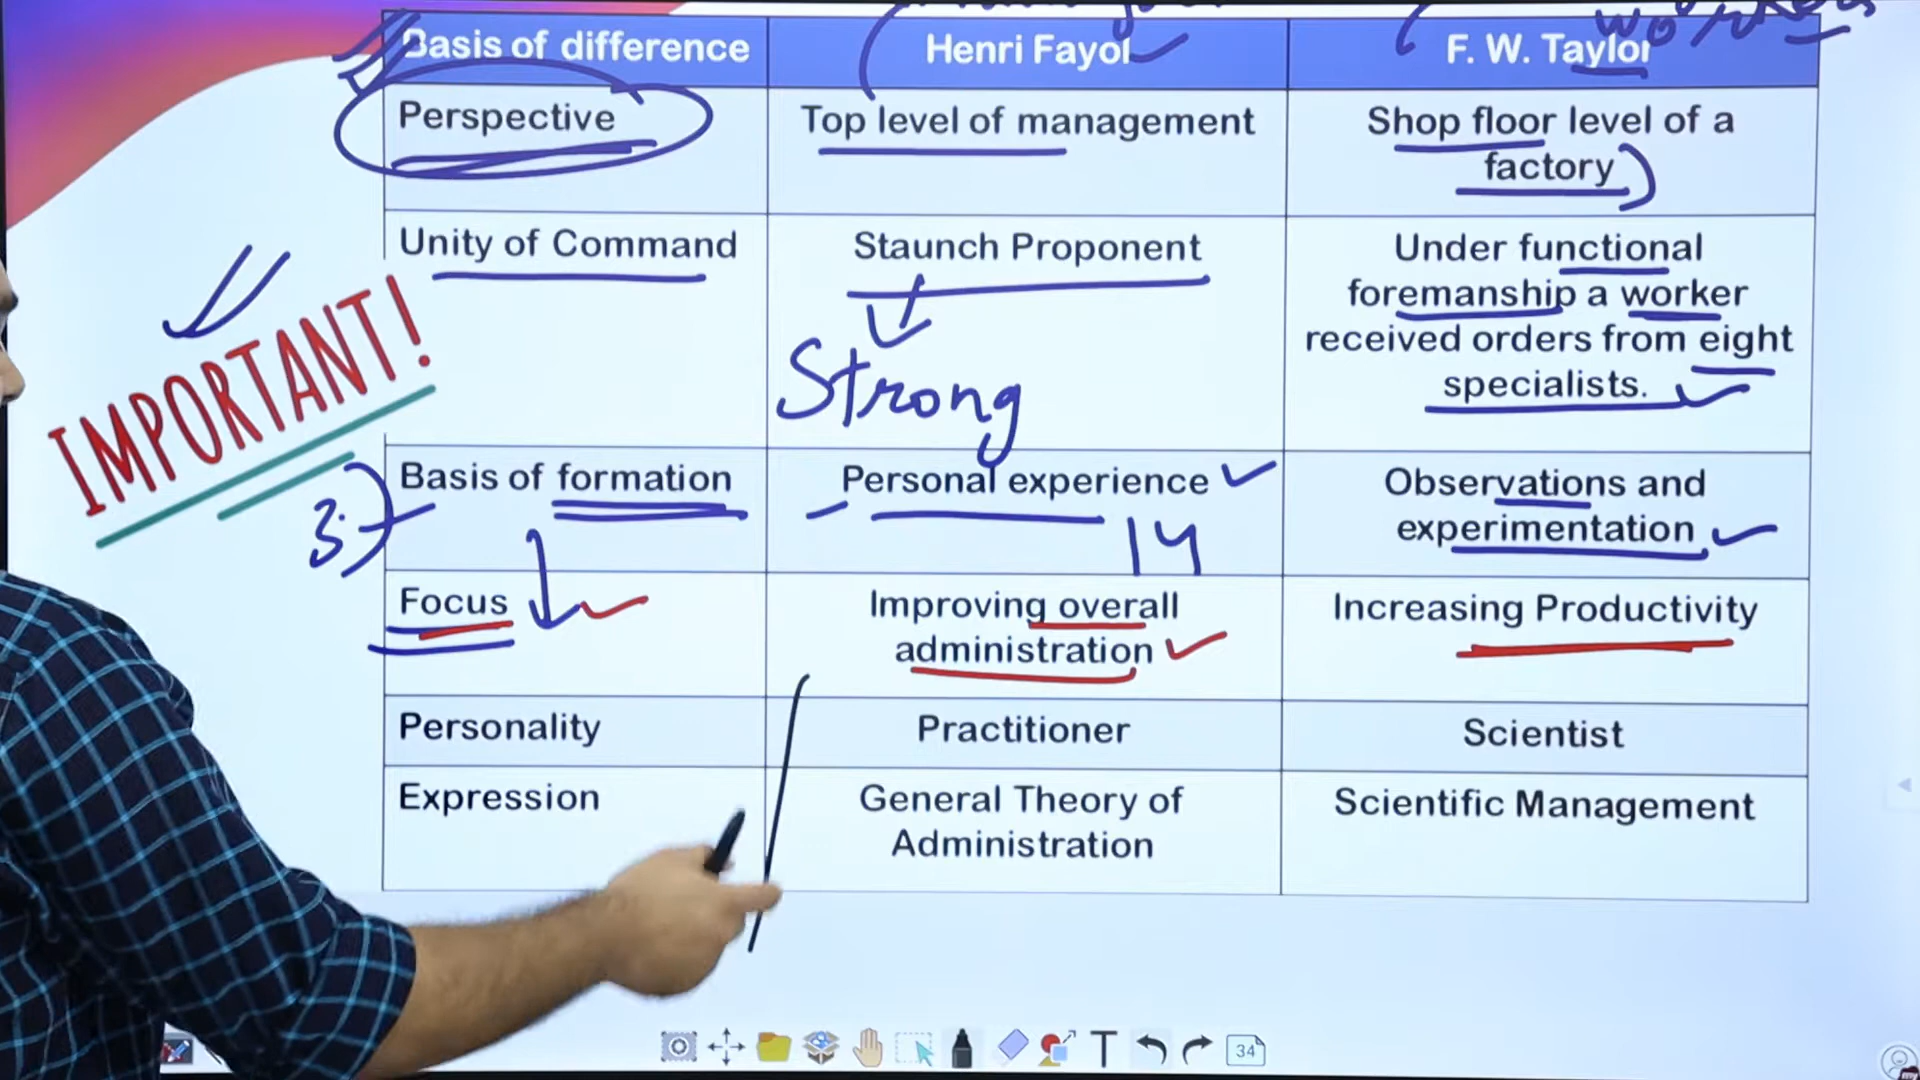 workers
Basis of difference
Henri Fayol
F. W. Taylor
Perspective
Top level of management
Shop floor level of a
factory
Unity of Command
Staunch Proponent
Strong
Under functional
foremanship a worker
received orders from eight
specialists.
IMPORTANT!
3.
Basis of formation
Personal experience
14
Observations and
experimentation
Focus
Improving overall
administration
Increasing Productivity
Personality
Practitioner
Scientist
Expression
General Theory of
Administration
Scientific Management
T
34
my